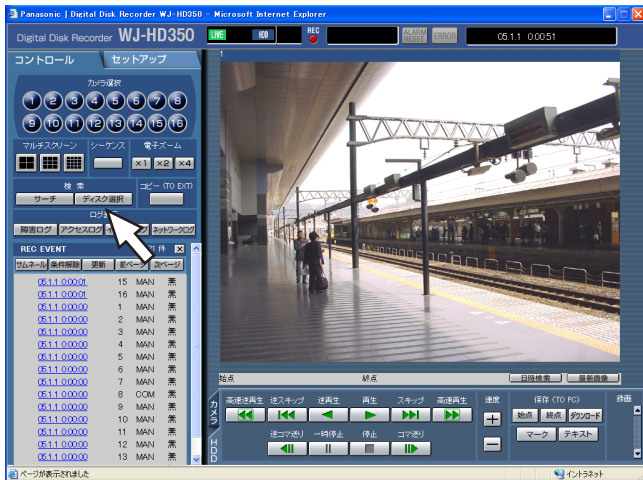 Panasonic | Digital Disk Recorder WJ-HD350 - Microsoft Internet Explorer
Digital Disk Recorder WJ-HD350
LIVE HDD REC ALARM RESET ERROR 05.1.1 0:00:51
コントロール セットアップ
カメラ選択
1 2 3 4 5 6 7 8
9 10 11 12 13 14 15 16
マルチスクリーン シーケンス 電子ズーム
×1 ×2 ×4
検 索 コピー (TO EXT)
サーチ ディスク選択
障害ログ アクセスログ ネットワークログ
REC EVENT 件
サムネール 条件解除 更新 前ページ 次ページ
05.1.1 0:00:01 15 MAN 無
05.1.1 0:00:01 16 MAN 無
05.1.1 0:00:00 1 MAN 無
05.1.1 0:00:00 2 MAN 無
05.1.1 0:00:00 3 MAN 無
05.1.1 0:00:00 4 MAN 無
05.1.1 0:00:00 5 MAN 無
05.1.1 0:00:00 6 MAN 無
05.1.1 0:00:00 7 MAN 無
05.1.1 0:00:00 8 COM 無
05.1.1 0:00:00 9 MAN 無
05.1.1 0:00:00 10 MAN 無
05.1.1 0:00:00 11 MAN 無
05.1.1 0:00:00 12 MAN 無
05.1.1 0:00:00 13 MAN 無
1
始点 終点 日時検索 最新画像
カメラ
HDD
高速逆再生 逆スキップ 逆再生 再生 スキップ 高速再生 速度 保存 (TO PC) 録画
始点 終点 ダウンロード
逆コマ送り 一時停止 停止 コマ送り
マーク テキスト
ページが表示されました
イントラネット